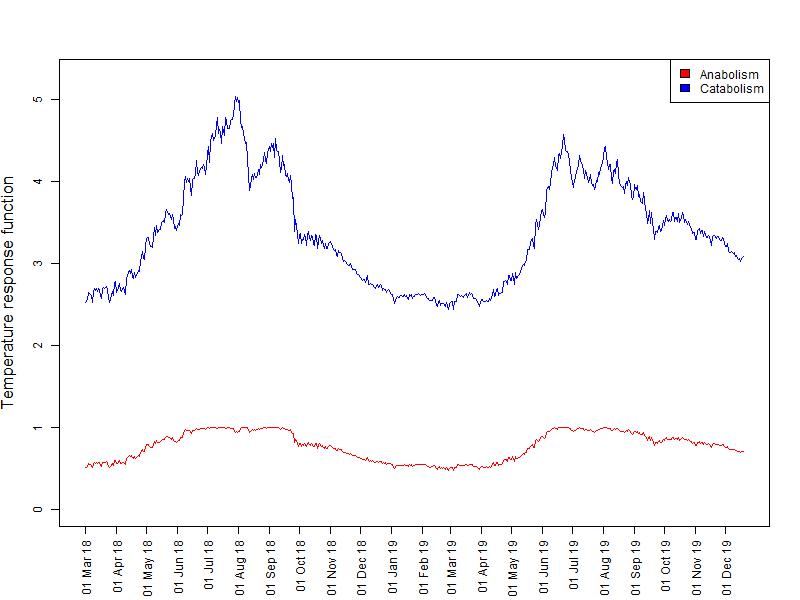 Anabolism
Catabolism
Temperature response function
5
4
3
2
1
0
01 Mar 18
01 Apr 18
01 May 18
01 Jun 18
01 Jul 18
01 Aug 18
01 Sep 18
01 Oct 18
01 Nov 18
01 Dec 18
01 Jan 19
01 Feb 19
01 Mar 19
01 Apr 19
01 May 19
01 Jun 19
01 Jul 19
01 Aug 19
01 Sep 19
01 Oct 19
01 Nov 19
01 Dec 19